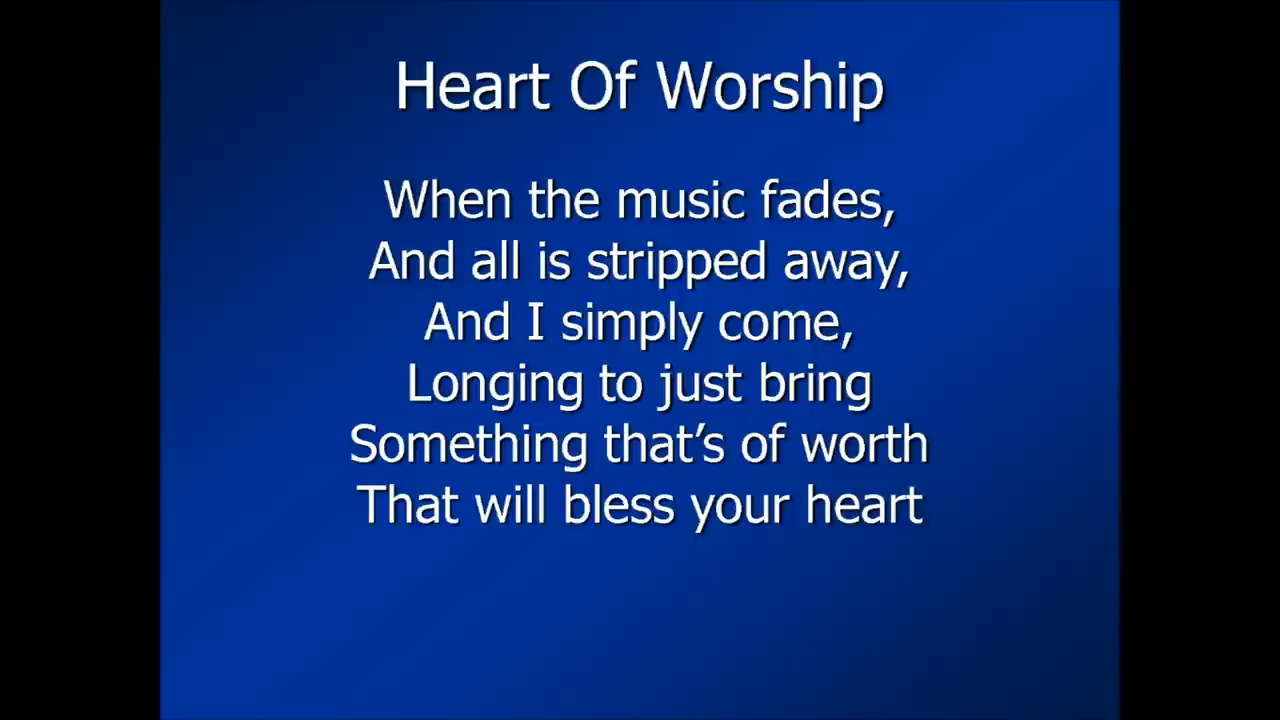 Heart Of Worship
When the music fades,
And all is stripped away,
And I simply come,
Longing to just bring
Something that’s of worth
That will bless your heart